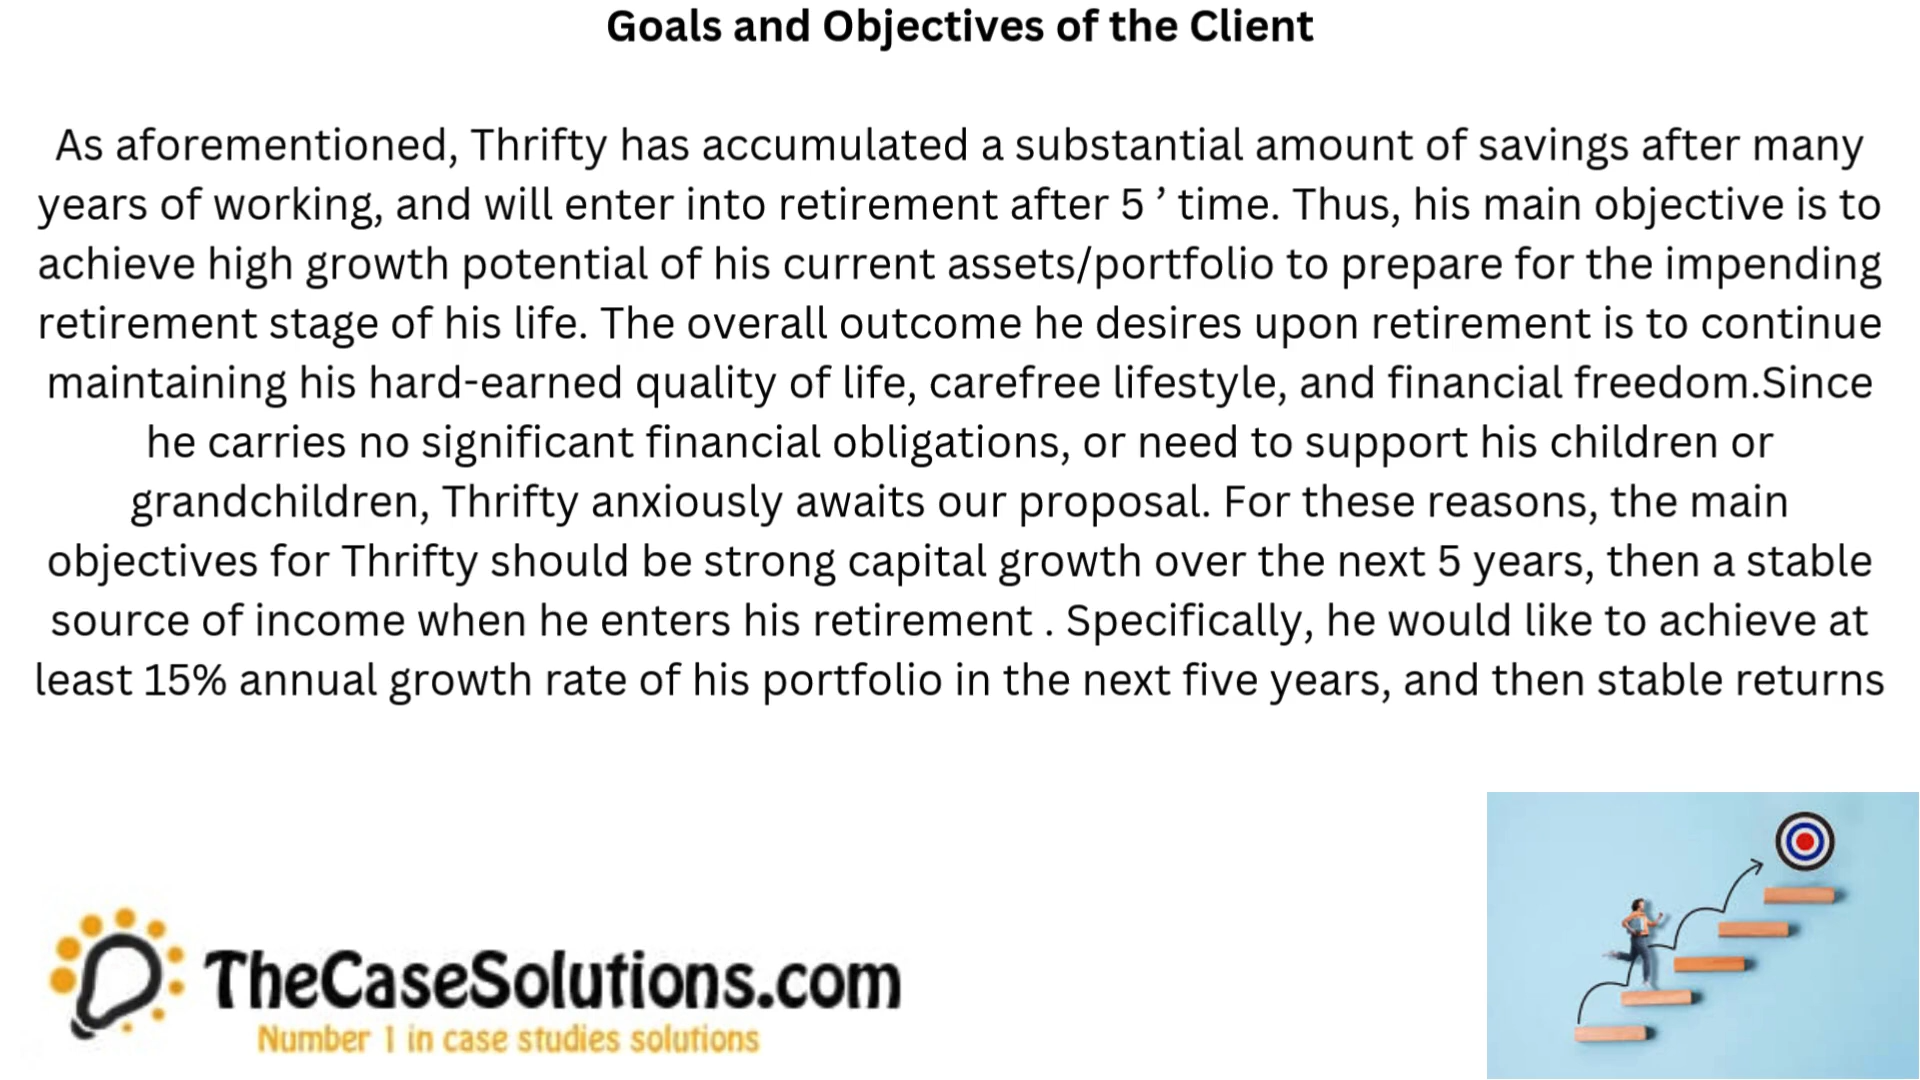 Goals and Objectives of the Client
As aforementioned, Thrifty has accumulated a substantial amount of savings after many
years of working, and will enter into retirement after 5 ’ time. Thus, his main objective is to
achieve high growth potential of his current assets/portfolio to prepare for the impending
retirement stage of his life. The overall outcome he desires upon retirement is to continue
maintaining his hard-earned quality of life, carefree lifestyle, and financial freedom.Since
he carries no significant financial obligations, or need to support his children or
grandchildren, Thrifty anxiously awaits our proposal. For these reasons, the main
objectives for Thrifty should be strong capital growth over the next 5 years, then a stable
source of income when he enters his retirement . Specifically, he would like to achieve at
least 15% annual growth rate of his portfolio in the next five years, and then stable returns
TheCaseSolutions.com
Number 1 in case studies solutions